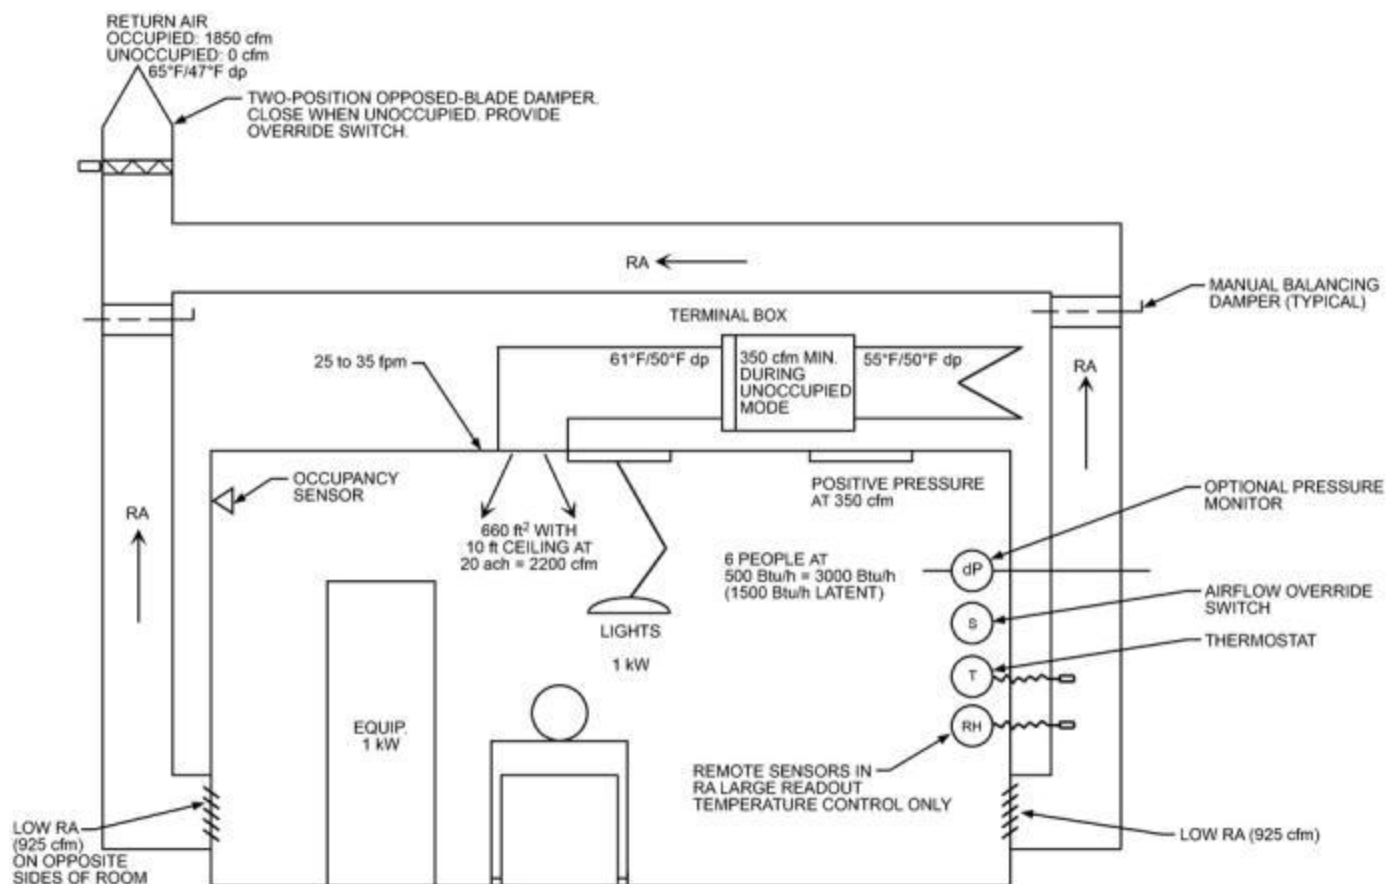 RETURN AIR
OCCUPIED: 1850 cfm
UNOCCUPIED: 0 cfm
65°F/47°F dp
TWO-POSITION OPPOSED-BLADE DAMPER.
CLOSE WHEN UNOCCUPIED. PROVIDE
OVERRIDE SWITCH.
RA
MANUAL BALANCING
DAMPER (TYPICAL)
TERMINAL BOX
25 to 35 fpm
61°F/50°F dp
350 cfm MIN.
DURING
UNOCCUPIED
MODE
55°F/50°F dp
RA
OCCUPANCY
SENSOR
POSITIVE PRESSURE
AT 350 cfm
OPTIONAL PRESSURE
MONITOR
RA
660 ft² WITH
10 ft CEILING AT
20 ach = 2200 cfm
6 PEOPLE AT
500 Btu/h = 3000 Btu/h
(1500 Btu/h LATENT)
dP
AIRFLOW OVERRIDE
SWITCH
S
LIGHTS
1 kW
THERMOSTAT
T
EQUIP.
1 kW
RH
REMOTE SENSORS IN
RA LARGE READOUT
TEMPERATURE CONTROL ONLY
LOW RA
(925 cfm)
ON OPPOSITE
SIDES OF ROOM
LOW RA (925 cfm)